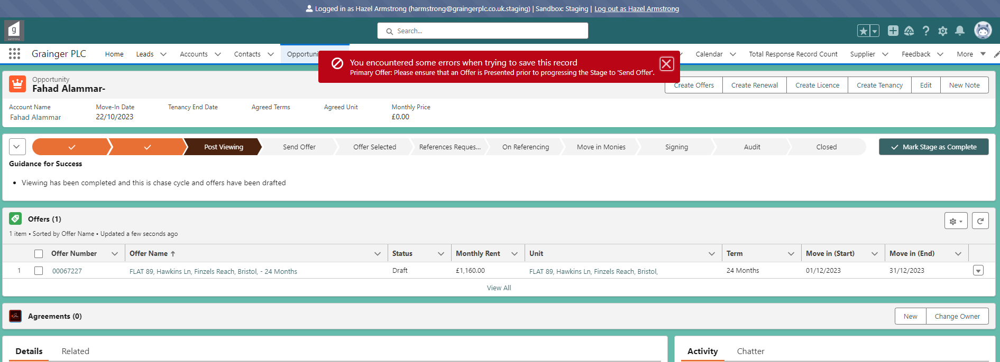 Logged in as Hazel Armstrong (harmstrong@graingerplc.co.uk.staging) | Sandbox: Staging | Log out as Hazel Armstrong
g
Search...
Grainger PLC Home Leads Accounts Contacts Opportuni Calendar Total Response Record Count Supplier Feedback More
You encountered some errors when trying to save this record
Primary Offer: Please ensure that an Offer is Presented prior to progressing the Stage to 'Send Offer'.
Opportunity
Fahad Alammar-
Create Offers Create Renewal Create Licence Create Tenancy Edit New Note
Account Name Move-In Date Tenancy End Date Agreed Terms Agreed Unit Monthly Price
Fahad Alammar 22/10/2023 £0.00
Post Viewing Send Offer Offer Selected References Reques... On Referencing Move in Monies Signing Audit Closed Mark Stage as Complete
Guidance for Success
• Viewing has been completed and this is chase cycle and offers have been drafted
Offers (1)
1 item • Sorted by Offer Name • Updated a few seconds ago
Offer Number Offer Name Status Monthly Rent Unit Term Move in (Start) Move in (End)
1 00067227 FLAT 89, Hawkins Ln, Finzels Reach, Bristol, - 24 Months Draft £1,160.00 FLAT 89, Hawkins Ln, Finzels Reach, Bristol, 24 Months 01/12/2023 31/12/2023
View All
Agreements (0)
New Change Owner
Details Related
Activity Chatter